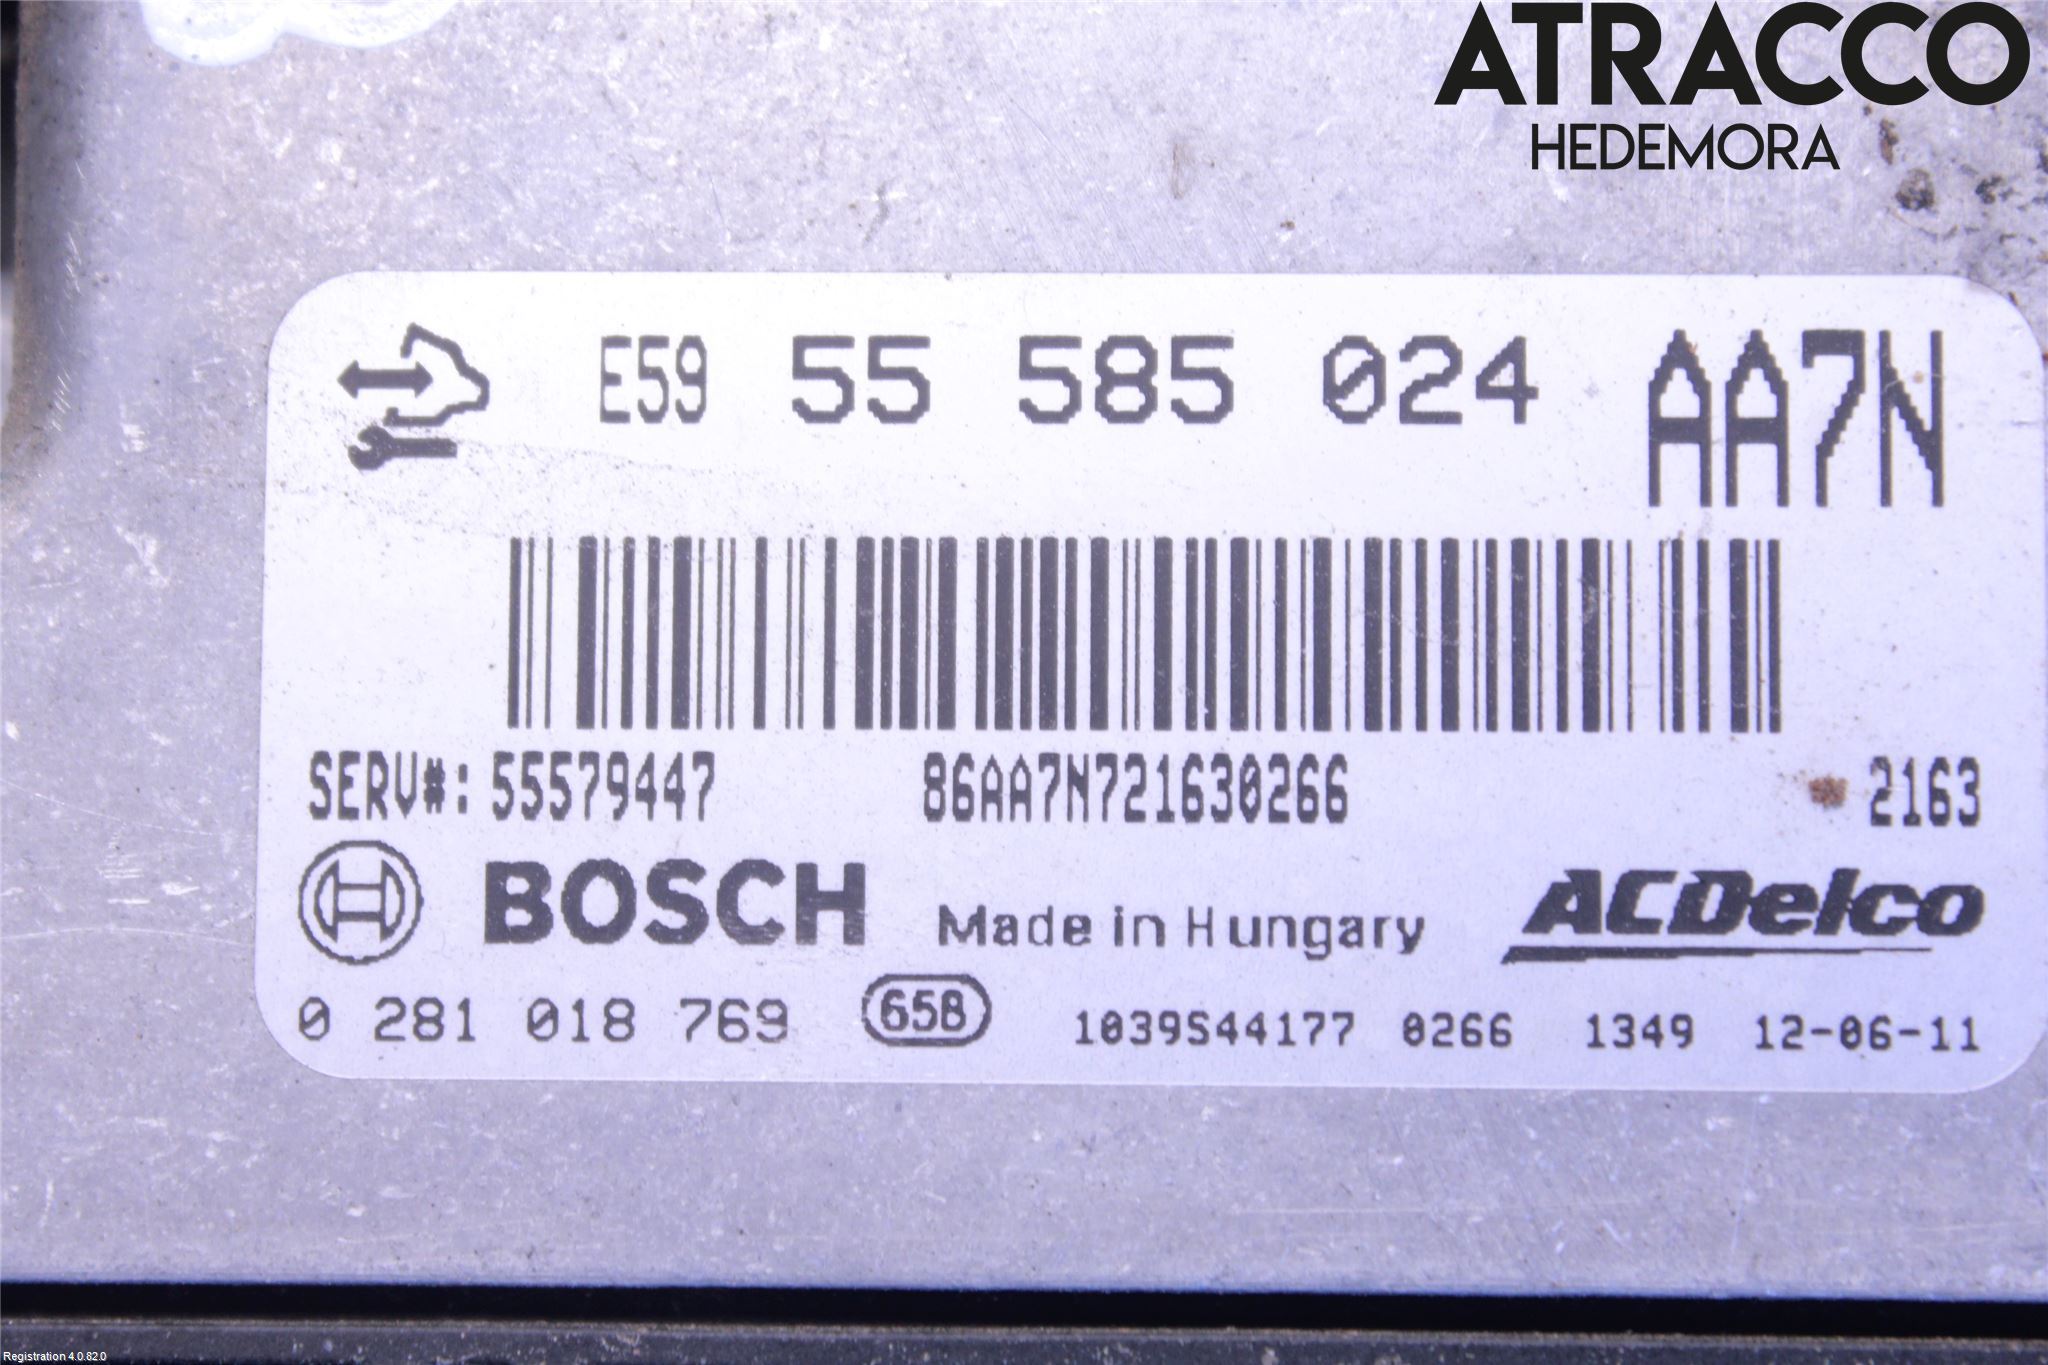 ATRACCO
HEDEMORA
E59 55 585 024 AA7N
SERV#: 55579447 86AA7N721630266 2163
BOSCH Made in Hungary ACDelco
0 281 018 769 65B 1039S44177 0266 1349 12-06-11
Registration 4.0.82.0